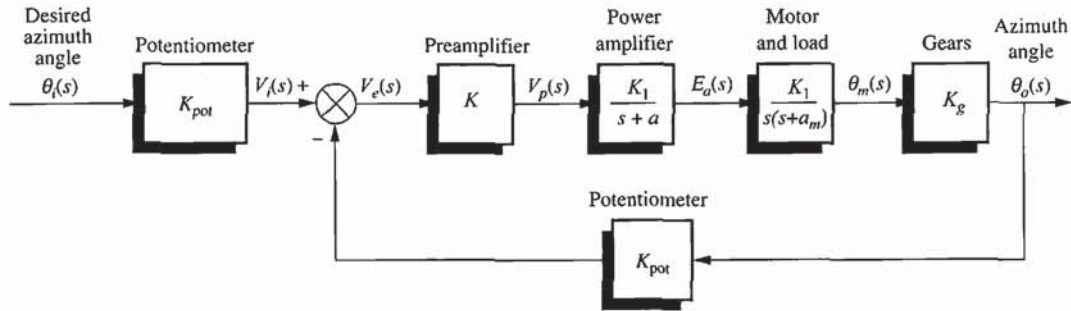 Desired
azimuth
angle
θi(s)
Potentiometer
Kpot
Vi(s) +
−
Ve(s)
Preamplifier
K
Vp(s)
Power
amplifier
K1
s + a
Ea(s)
Motor
and load
K1
s(s+am)
θm(s)
Gears
Kg
Azimuth
angle
θo(s)
Potentiometer
Kpot